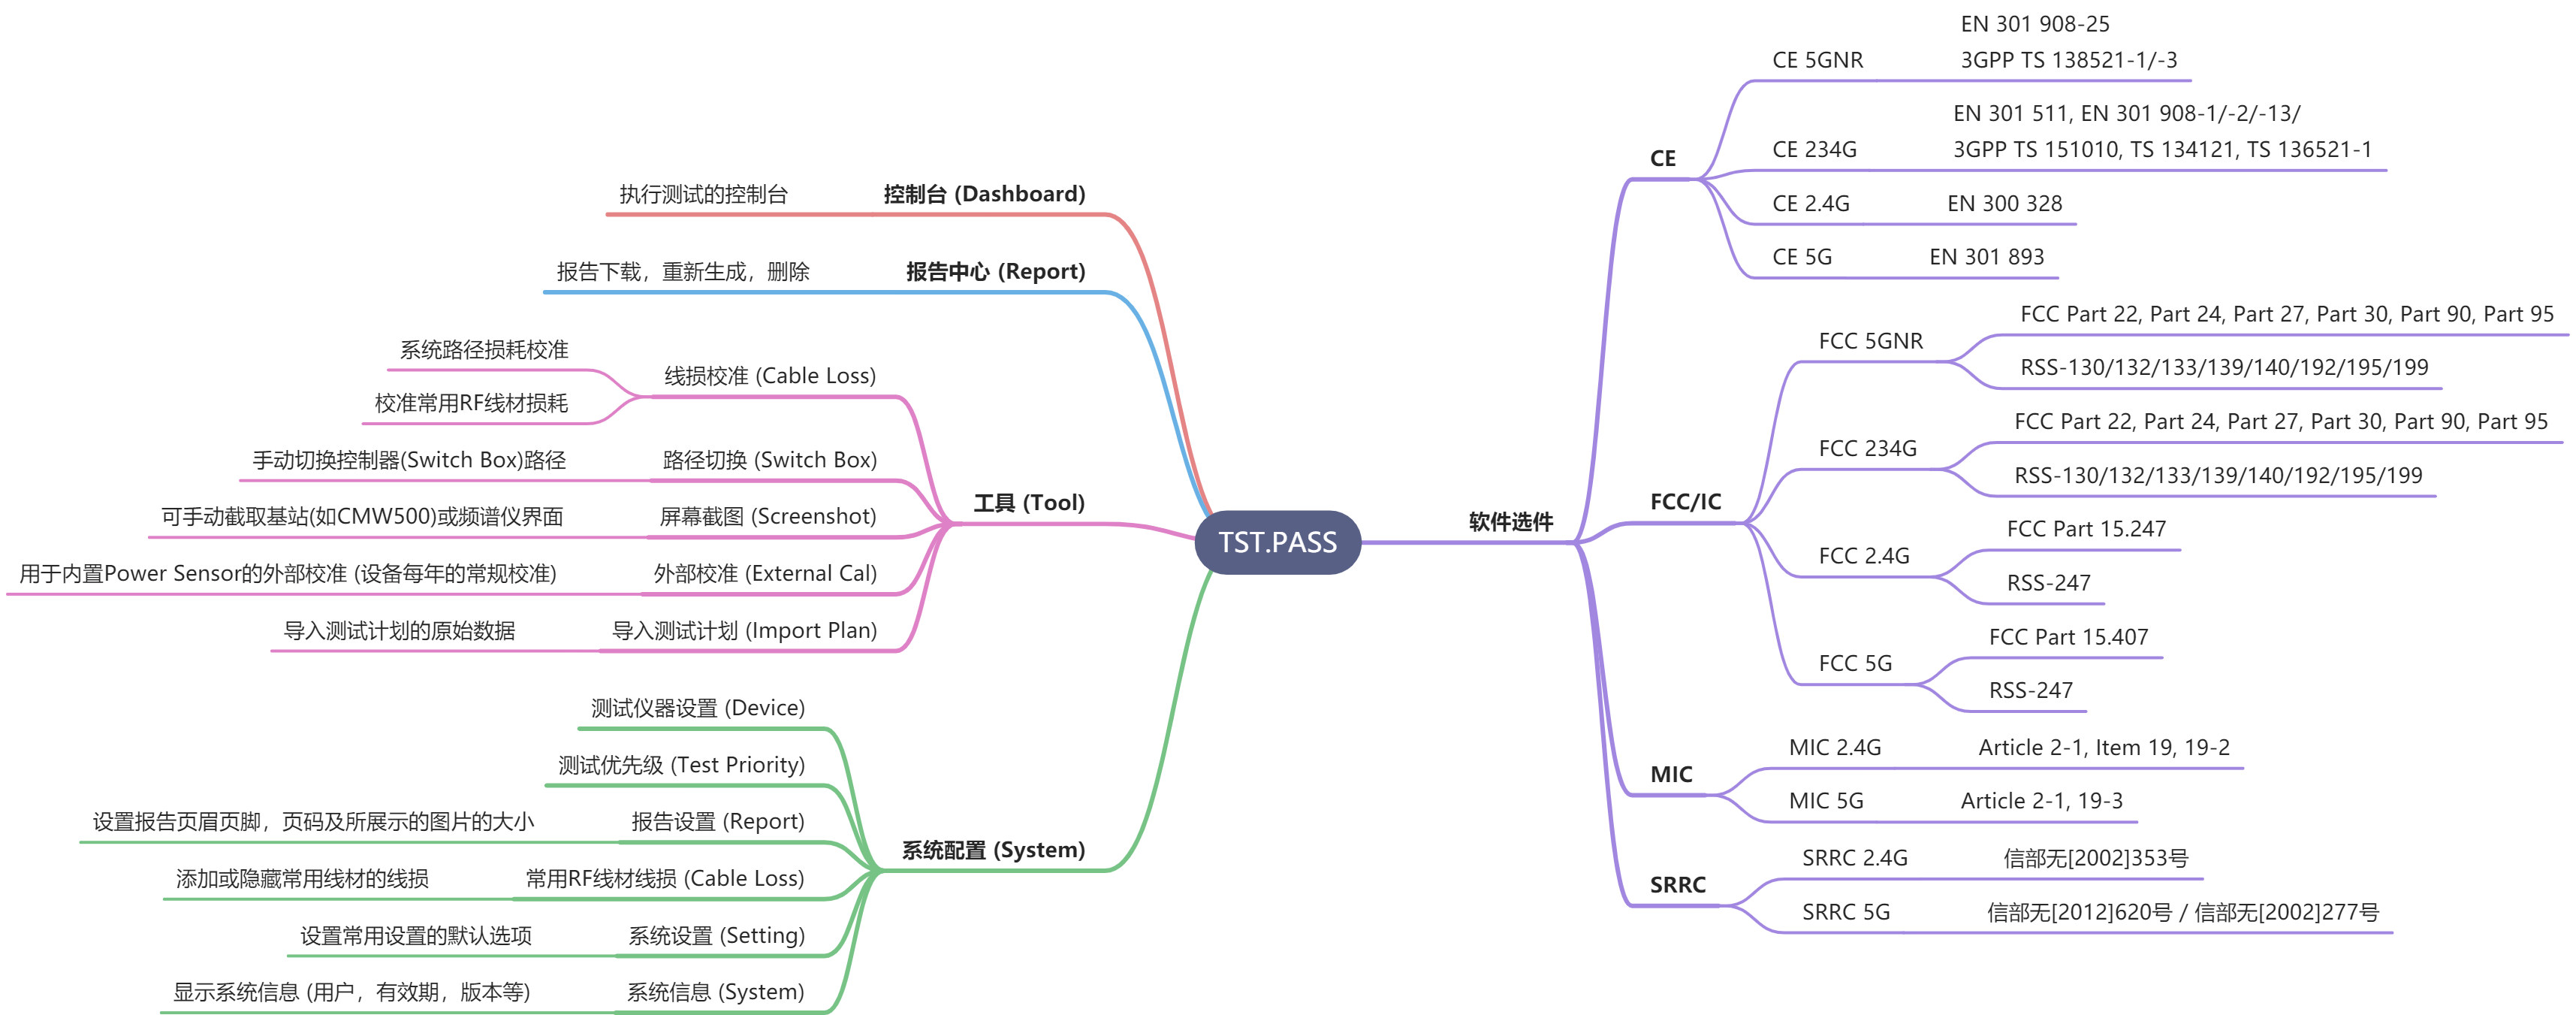 TST.PASS
控制台 (Dashboard)
执行测试的控制台
报告中心 (Report)
报告下载，重新生成，删除
工具 (Tool)
线损校准 (Cable Loss)
系统路径损耗校准
校准常用RF线材损耗
路径切换 (Switch Box)
手动切换控制器(Switch Box)路径
屏幕截图 (Screenshot)
可手动截取基站(如CMW500)或频谱仪界面
外部校准 (External Cal)
用于内置Power Sensor的外部校准 (设备每年的常规校准)
导入测试计划 (Import Plan)
导入测试计划的原始数据
系统配置 (System)
测试仪器设置 (Device)
测试优先级 (Test Priority)
报告设置 (Report)
设置报告页眉页脚，页码及所展示的图片的大小
常用RF线材线损 (Cable Loss)
添加或隐藏常用线材的线损
系统设置 (Setting)
设置常用设置的默认选项
系统信息 (System)
显示系统信息 (用户，有效期，版本等)
软件选件
CE
CE 5GNR
EN 301 908-25
3GPP TS 138521-1/-3
CE 234G
EN 301 511, EN 301 908-1/-2/-13/
3GPP TS 151010, TS 134121, TS 136521-1
CE 2.4G
EN 300 328
CE 5G
EN 301 893
FCC/IC
FCC 5GNR
FCC Part 22, Part 24, Part 27, Part 30, Part 90, Part 95
RSS-130/132/133/139/140/192/195/199
FCC 234G
FCC Part 22, Part 24, Part 27, Part 30, Part 90, Part 95
RSS-130/132/133/139/140/192/195/199
FCC 2.4G
FCC Part 15.247
RSS-247
FCC 5G
FCC Part 15.407
RSS-247
MIC
MIC 2.4G
Article 2-1, Item 19, 19-2
MIC 5G
Article 2-1, 19-3
SRRC
SRRC 2.4G
信部无[2002]353号
SRRC 5G
信部无[2012]620号 / 信部无[2002]277号